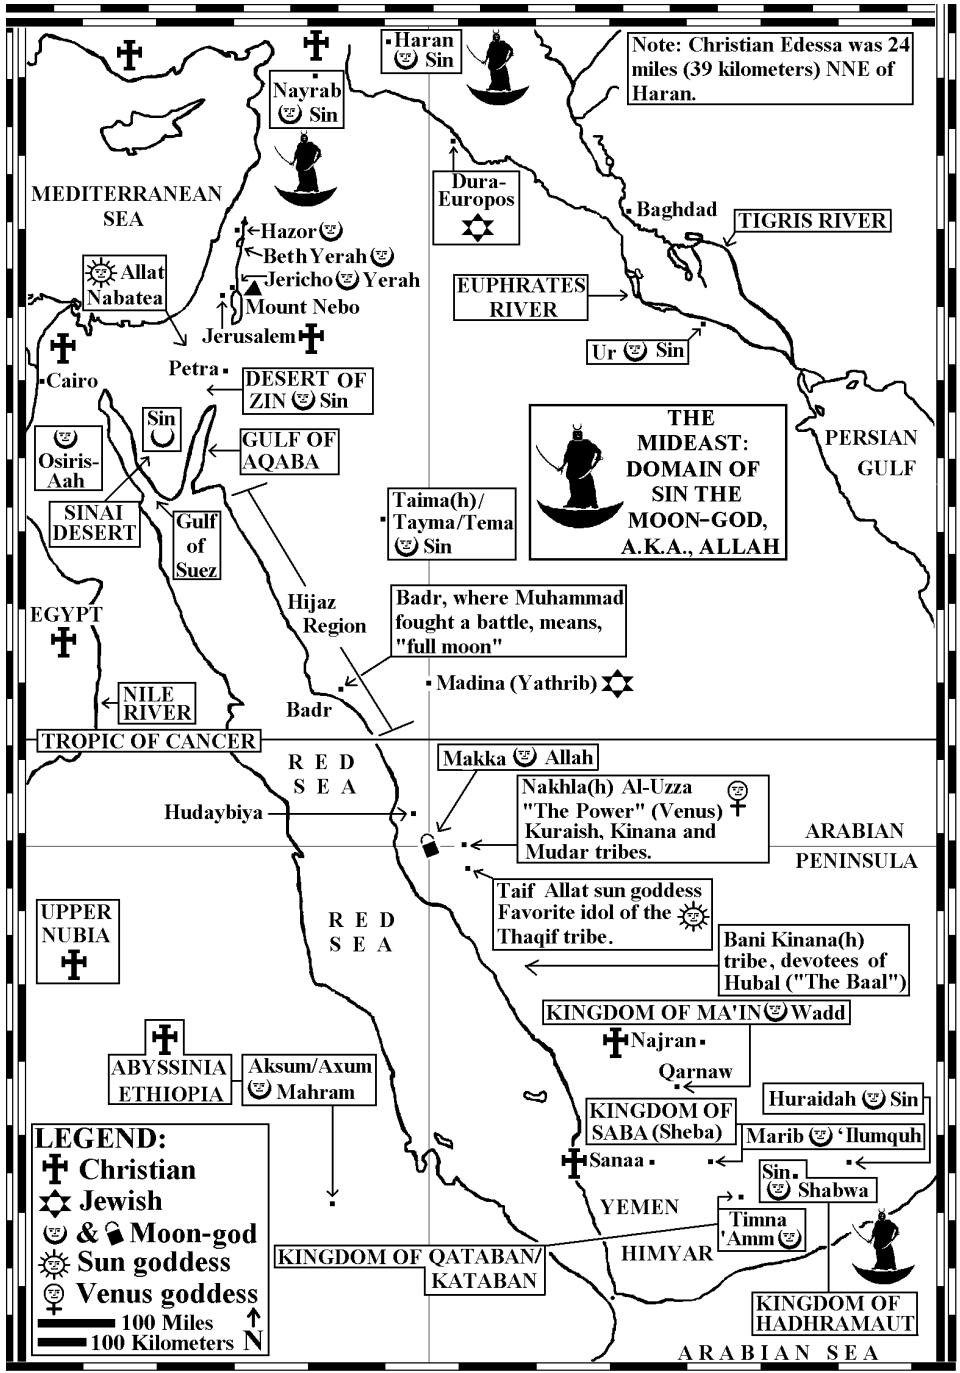 Haran
Sin
Note: Christian Edessa was 24
miles (39 kilometers) NNE of
Haran.
Nayrab
Sin
MEDITERRANEAN
SEA
Dura-
Europos
Baghdad
TIGRIS RIVER
Hazor
Beth Yerah
Jericho Yerah
Mount Nebo
Allat
Nabatea
EUPHRATES
RIVER
Jerusalem
Ur Sin
Petra
Cairo
DESERT OF
ZIN Sin
Sin
GULF OF
AQABA
Osiris-
Aah
SINAI
DESERT
Gulf
of
Suez
THE
MIDEAST:
DOMAIN OF
SIN THE
MOON-GOD,
A.K.A., ALLAH
PERSIAN
GULF
Taima(h)/
Tayma/Tema
Sin
Hijaz
Region
Badr, where Muhammad
fought a battle, means,
"full moon"
EGYPT
Madina (Yathrib)
NILE
RIVER
Badr
TROPIC OF CANCER
RED
SEA
Makka Allah
Hudaybiya
Nakhla(h) Al-Uzza
"The Power" (Venus)
Kuraish, Kinana and
Mudar tribes.
ARABIAN
PENINSULA
Taif Allat sun goddess
Favorite idol of the
Thaqif tribe.
UPPER
NUBIA
RED
SEA
Bani Kinana(h)
tribe, devotees of
Hubal ("The Baal")
KINGDOM OF MA'IN Wadd
Najran
Qarnaw
ABYSSINIA
ETHIOPIA
Aksum/Axum
Mahram
Huraidah Sin
KINGDOM OF
SABA (Sheba)
Marib 'Ilumquh
Sanaa
Sin
Shabwa
YEMEN
Timna
'Amm
HIMYAR
KINGDOM OF QATABAN/
KATABAN
KINGDOM OF
HADHRAMAUT
ARABIAN SEA
LEGEND:
Christian
Jewish
& Moon-god
Sun goddess
Venus goddess
100 Miles
100 Kilometers N